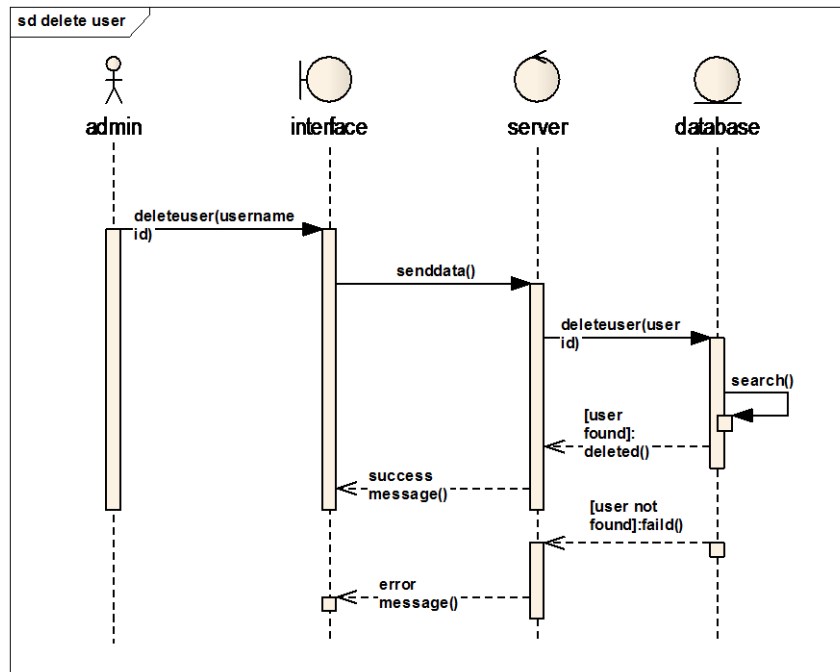 sd delete user
admin
interface
server
database
deleteuser(username
id)
senddata()
deleteuser(user
id)
search()
[user
found]:
deleted()
success
message()
[user not
found]:faild()
error
message()